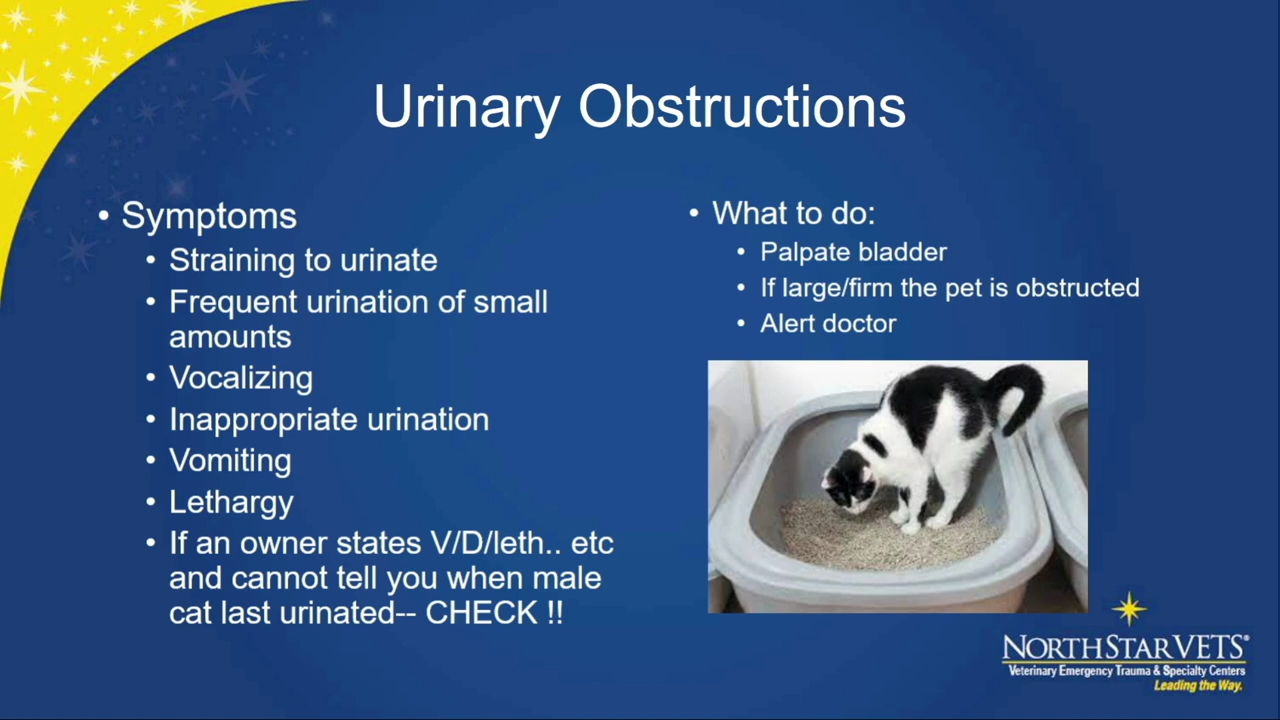 Urinary Obstructions
• Symptoms
• Straining to urinate
• Frequent urination of small
amounts
• Vocalizing
• Inappropriate urination
• Vomiting
• Lethargy
• If an owner states V/D/leth.. etc
and cannot tell you when male
cat last urinated-- CHECK !!
• What to do:
• Palpate bladder
• If large/firm the pet is obstructed
• Alert doctor
NORTHSTAR VETS®
Veterinary Emergency Trauma & Specialty Centers
Leading the Way.